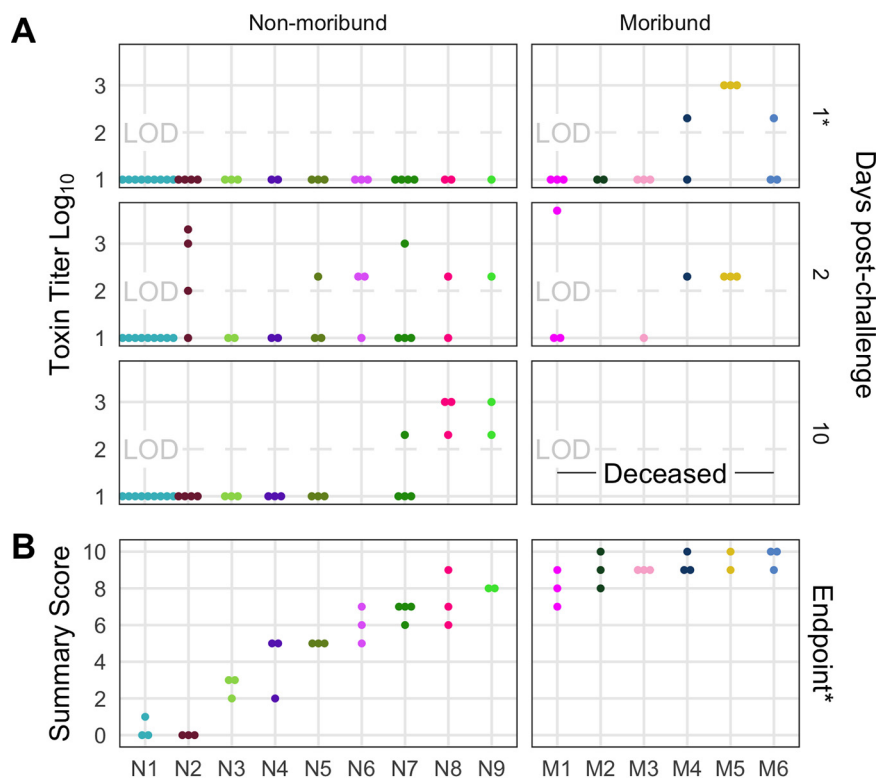 A
Non-moribund
Moribund
Toxin Titer Log10
3
2
1
LOD
LOD
1*
3
2
1
LOD
LOD
2
3
2
1
LOD
LOD
Deceased
10
Days post-challenge
B
Summary Score
10
8
6
4
2
0
Endpoint*
N1 N2 N3 N4 N5 N6 N7 N8 N9 M1 M2 M3 M4 M5 M6